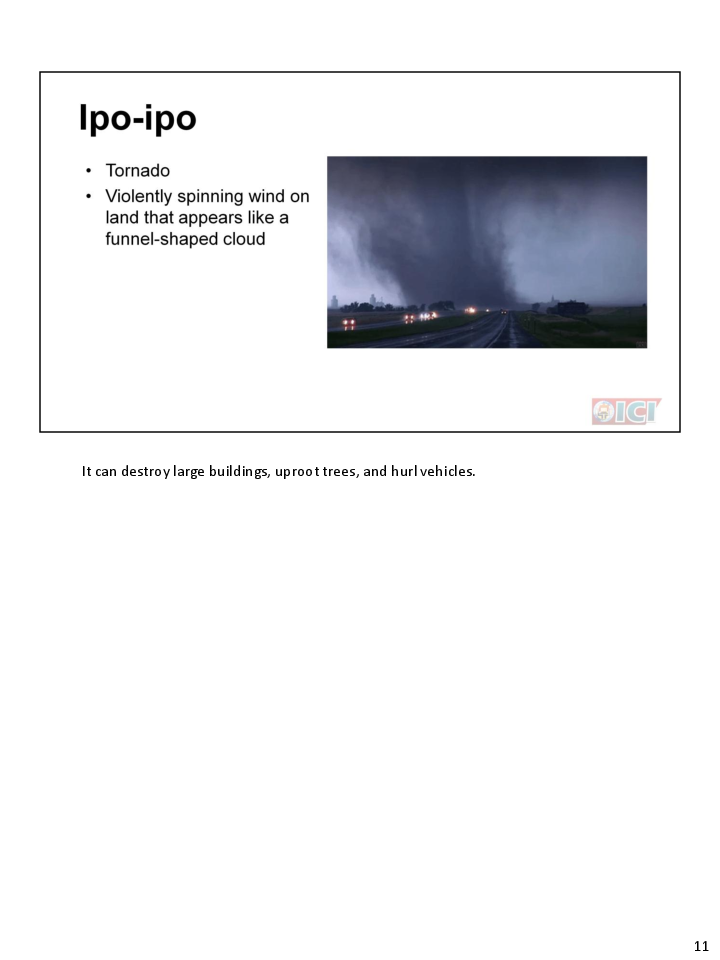 Ipo-ipo
• Tornado
• Violently spinning wind on
land that appears like a
funnel-shaped cloud
ICI
It can destroy large buildings, uproot trees, and hurl vehicles.
11